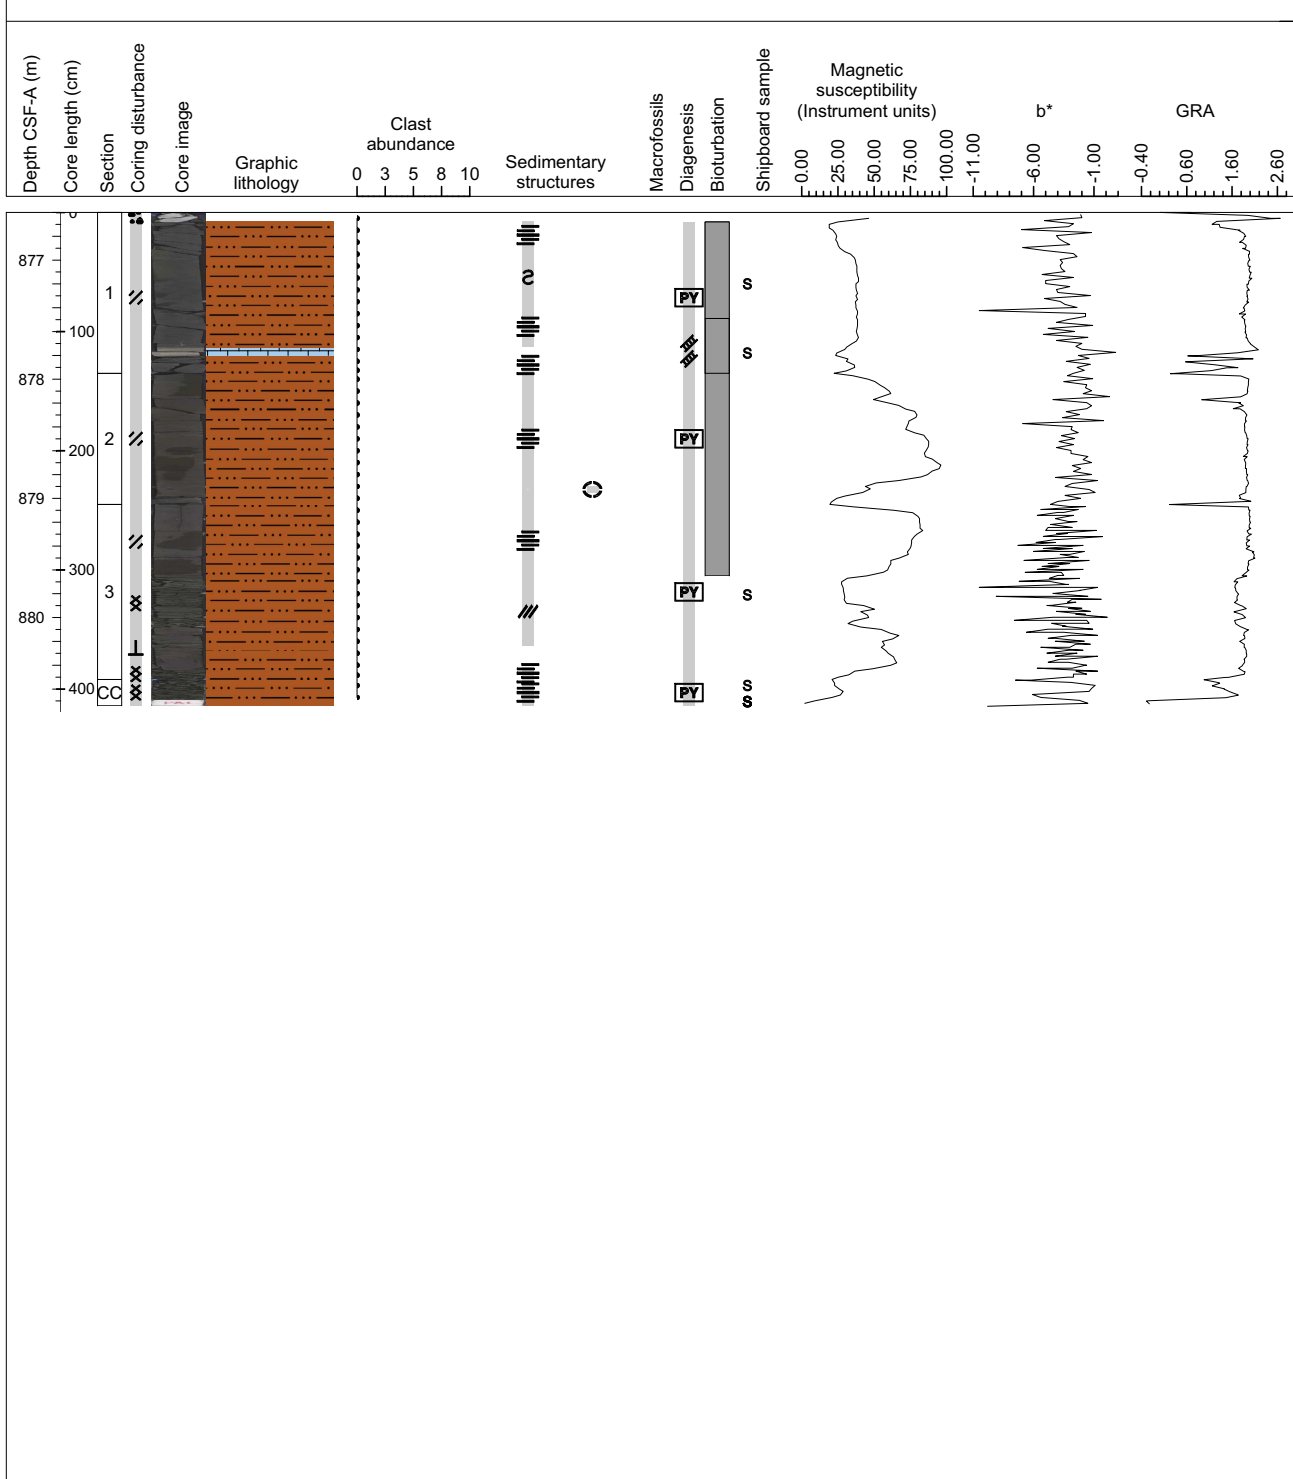 Depth CSF-A (m)
Core length (cm)
Section
Coring disturbance
Core image
Graphic
lithology
Clast
abundance
0 3 5 8 10
Sedimentary
structures
Macrofossils
Diagenesis
Bioturbation
Shipboard sample
Magnetic
susceptibility
(Instrument units)
0.00 25.00 50.00 75.00 100.00
b*
-11.00 -6.00 -1.00
GRA
-0.40 0.60 1.60 2.60
0
877
1
S
PY
100
S
878
2
PY
200
879
300
3
PY
S
880
S
400
CC
PY
S